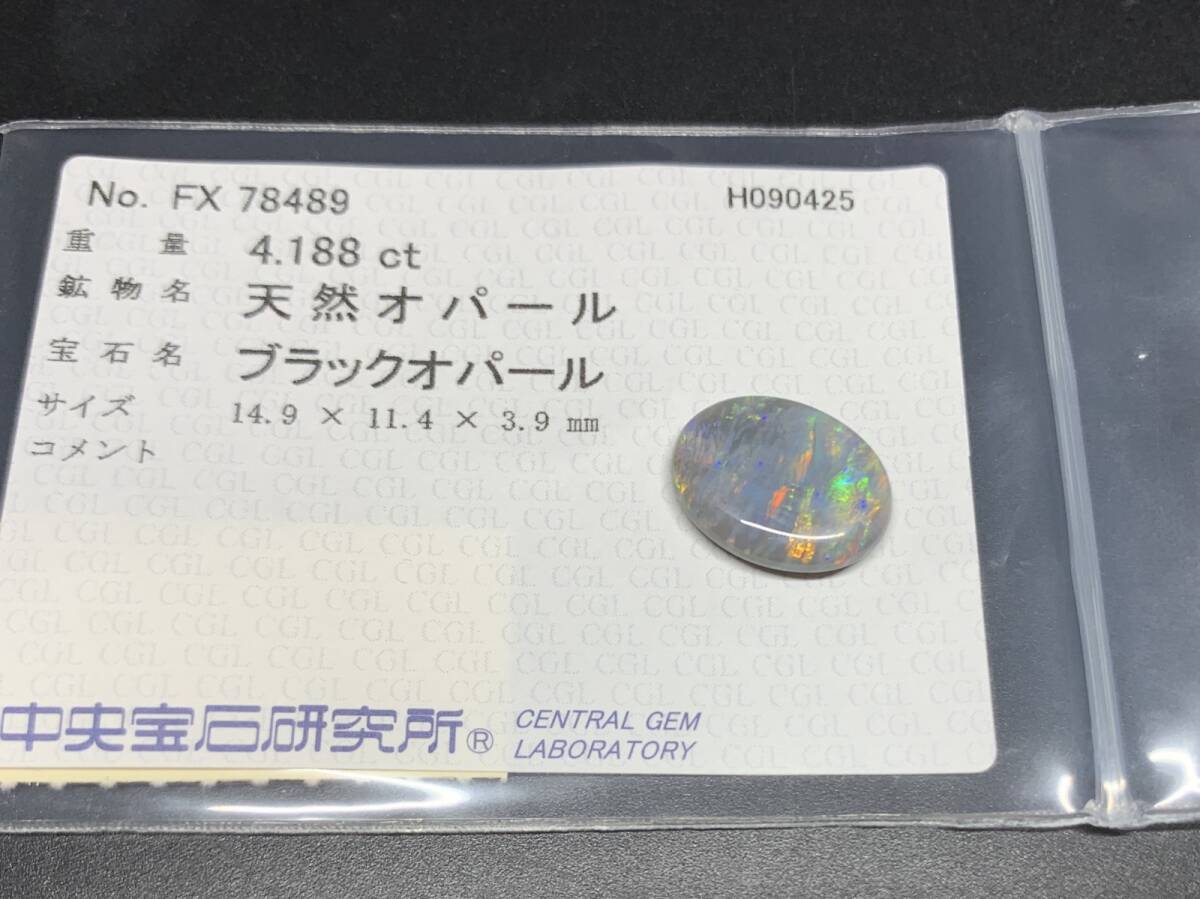 No. FX 78489 H090425
重量 4.188 ct
鉱物名 天然オパール
宝石名 ブラックオパール
サイズ 14.9 × 11.4 × 3.9 mm
コメント
中央宝石研究所® CENTRAL GEM
LABORATORY